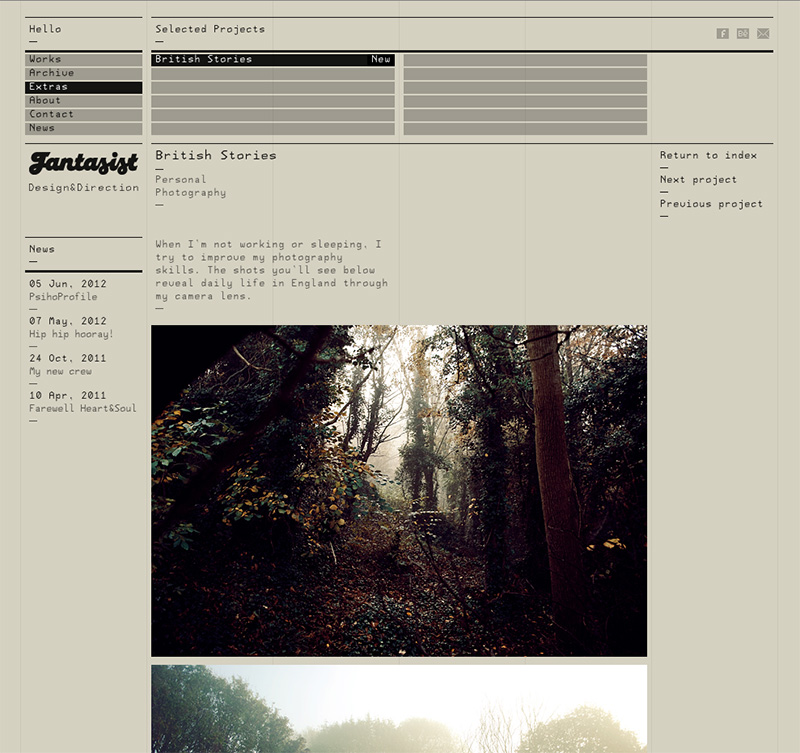 Hello
Selected Projects
Works
Archive
Extras
About
Contact
News
British Stories New
Fantasist
Design&Direction
British Stories
Personal
Photography
Return to index
Next project
Previous project
When I'm not working or sleeping, I
try to improve my photography
skills. The shots you'll see below
reveal daily life in England through
my camera lens.
News
05 Jun, 2012
PsihoProfile
07 May, 2012
Hip hip hooray!
24 Oct, 2011
My new crew
10 Apr, 2011
Farewell Heart&Soul